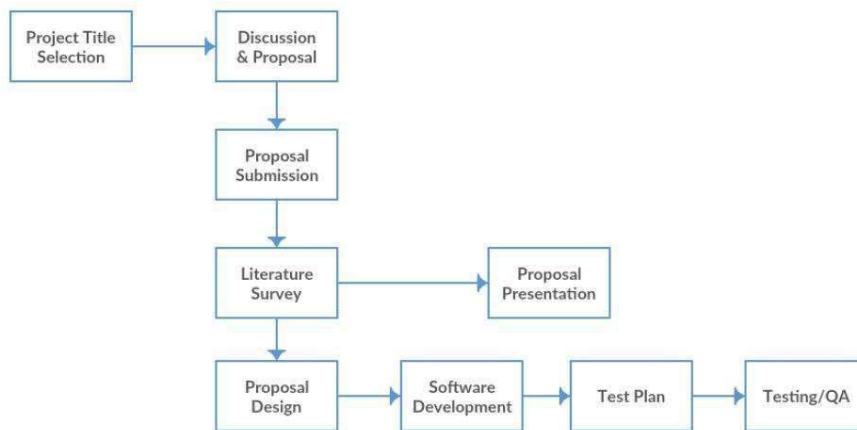 Project Title
Selection
Discussion
& Proposal
Proposal
Submission
Literature
Survey
Proposal
Presentation
Proposal
Design
Software
Development
Test Plan
Testing/QA